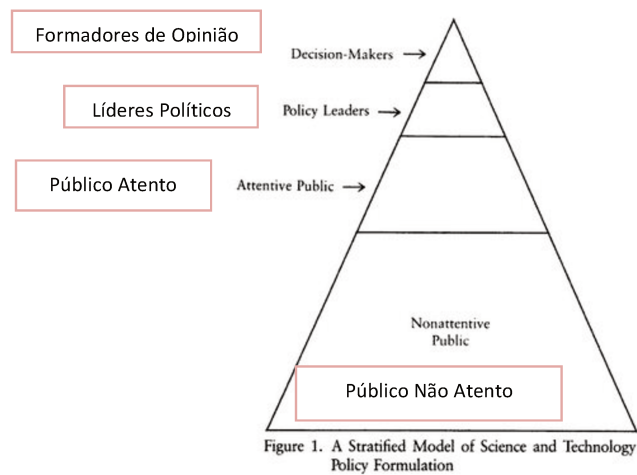 Formadores de Opinião
Decision-Makers
Líderes Políticos
Policy Leaders
Público Atento
Attentive Public
Nonattentive
Public
Público Não Atento
Figure 1. A Stratified Model of Science and Technology
Policy Formulation